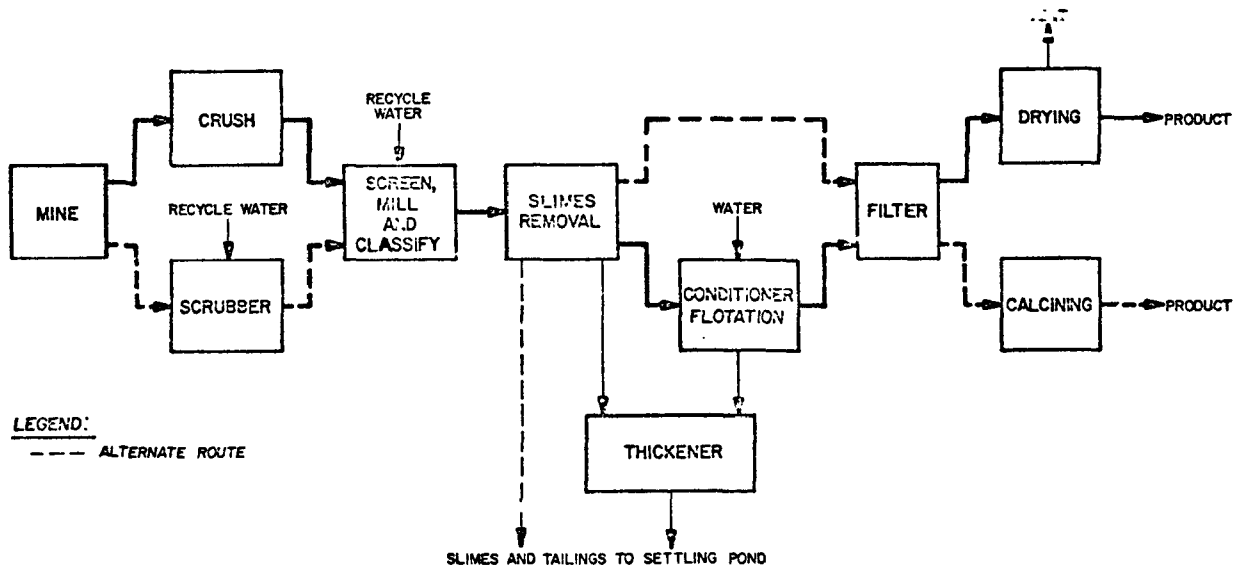 CRUSH
RECYCLE
WATER
DRYING
PRODUCT
MINE
RECYCLE WATER
SCREEN,
MILL
AND
CLASSIFY
SLIMES
REMOVAL
WATER
FILTER
SCRUBBER
CONDITIONER
FLOTATION
CALCINING
PRODUCT
LEGEND:
ALTERNATE ROUTE
THICKENER
SLIMES AND TAILINGS TO SETTLING POND